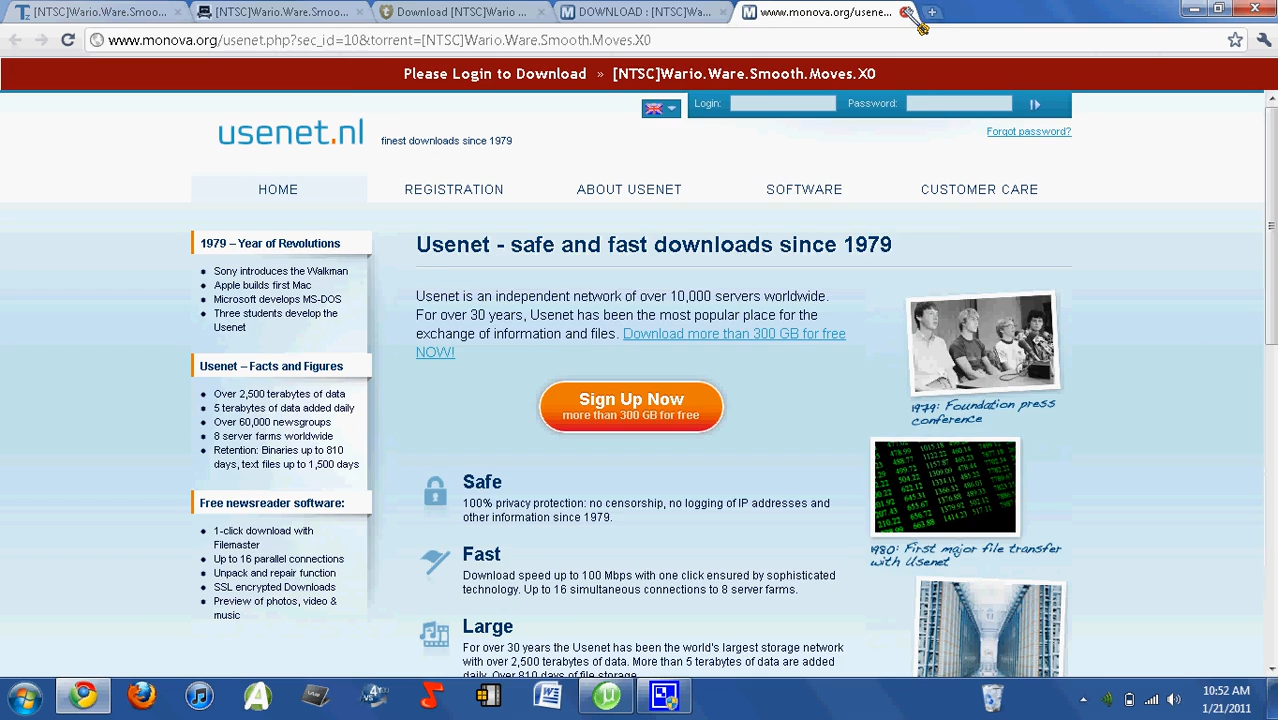 [NTSC]Wario.Ware.Smoo...
[NTSC]Wario.Ware.Smoo...
Download [NTSC]Wario ...
DOWNLOAD : [NTSC]Wa...
www.monova.org/usene...
www.monova.org/usenet.php?sec_id=10&torrent=[NTSC]Wario.Ware.Smooth.Moves.X0
Please Login to Download » [NTSC]Wario.Ware.Smooth.Moves.X0
Login:
Password:
Forgot password?
usenet.nl
finest downloads since 1979
HOME
REGISTRATION
ABOUT USENET
SOFTWARE
CUSTOMER CARE
1979 – Year of Revolutions
• Sony introduces the Walkman
• Apple builds first Mac
• Microsoft develops MS-DOS
• Three students develop the
Usenet
Usenet – Facts and Figures
• Over 2,500 terabytes of data
• 5 terabytes of data added daily
• Over 60,000 newsgroups
• 8 server farms worldwide
• Retention: Binaries up to 810
days, text files up to 1,500 days
Free newsreader software:
• 1-click download with
Filemaster
• Up to 16 parallel connections
• Unpack and repair function
• SSL encrypted Downloads
• Preview of photos, video &
music
Usenet - safe and fast downloads since 1979
Usenet is an independent network of over 10,000 servers worldwide.
For over 30 years, Usenet has been the most popular place for the
exchange of information and files. Download more than 300 GB for free
NOW!
Sign Up Now
more than 300 GB for free
Safe
100% privacy protection: no censorship, no logging of IP addresses and
other information since 1979.
Fast
Download speed up to 100 Mbps with one click ensured by sophisticated
technology. Up to 16 simultaneous connections to 8 server farms.
Large
For over 30 years the Usenet has been the world's largest storage network
with over 2,500 terabytes of data. More than 5 terabytes of data are added
daily. Over 810 days of file storage.
1979: Foundation press
conference
1980: First major file transfer
with Usenet
10:52 AM
1/21/2011